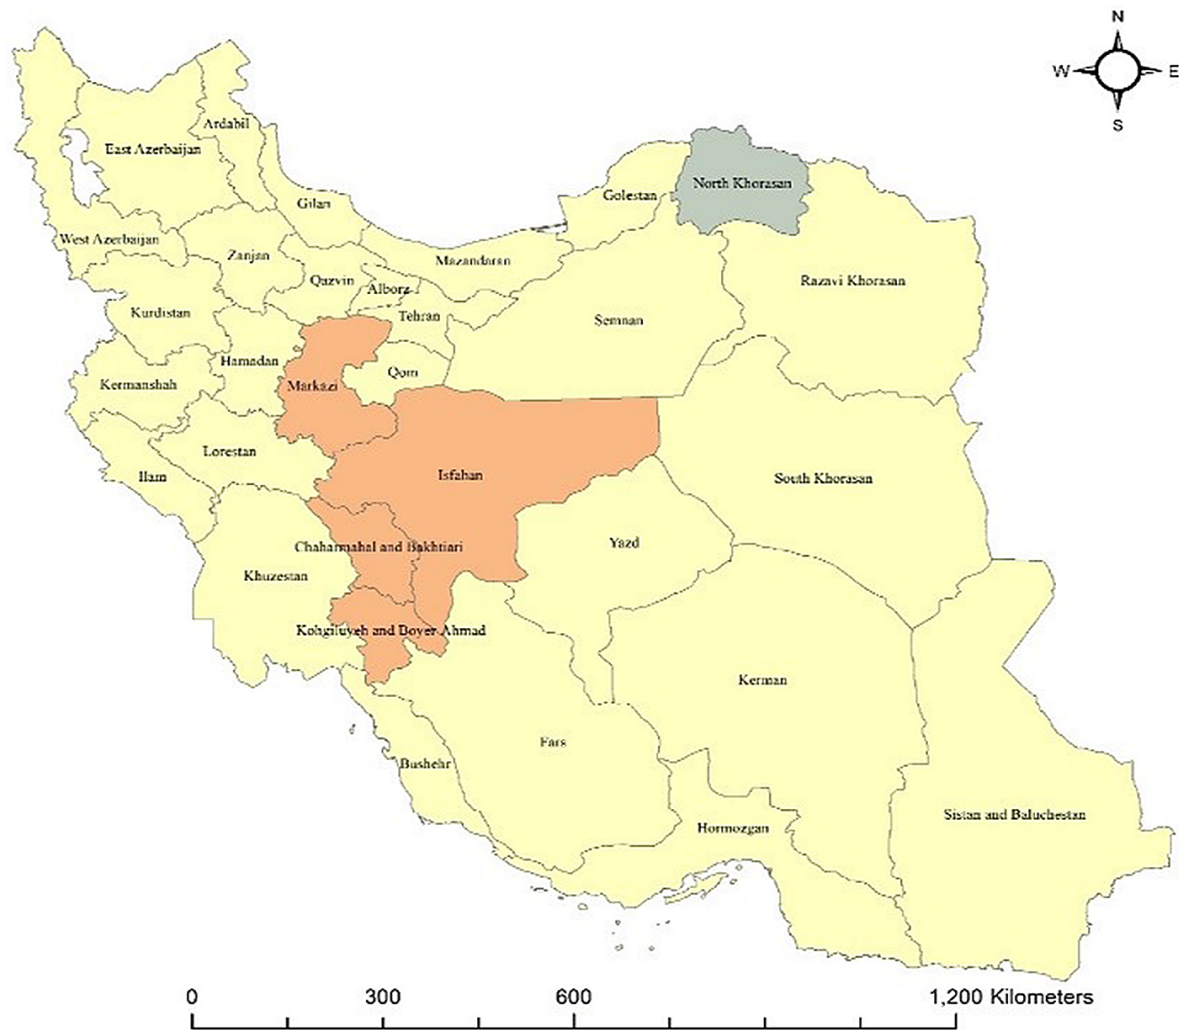 N
W E
S
Ardabil
East Azerbaijan
North Khorasan
Golestan
Gilan
West Azerbaijan
Zanjan
Mazandaran
Qazvin
Alborz
Razavi Khorasan
Kurdistan
Tehran
Semnan
Hamadan
Qom
Kermanshah
Markazi
Lorestan
Ilam
Isfahan
South Khorasan
Yazd
Chaharmahal and Bakhtiari
Khuzestan
Kohgiluyeh and Boyer-Ahmad
Kerman
Fars
Bushehr
Sistan and Baluchestan
Hormozgan
0 300 600 1,200 Kilometers